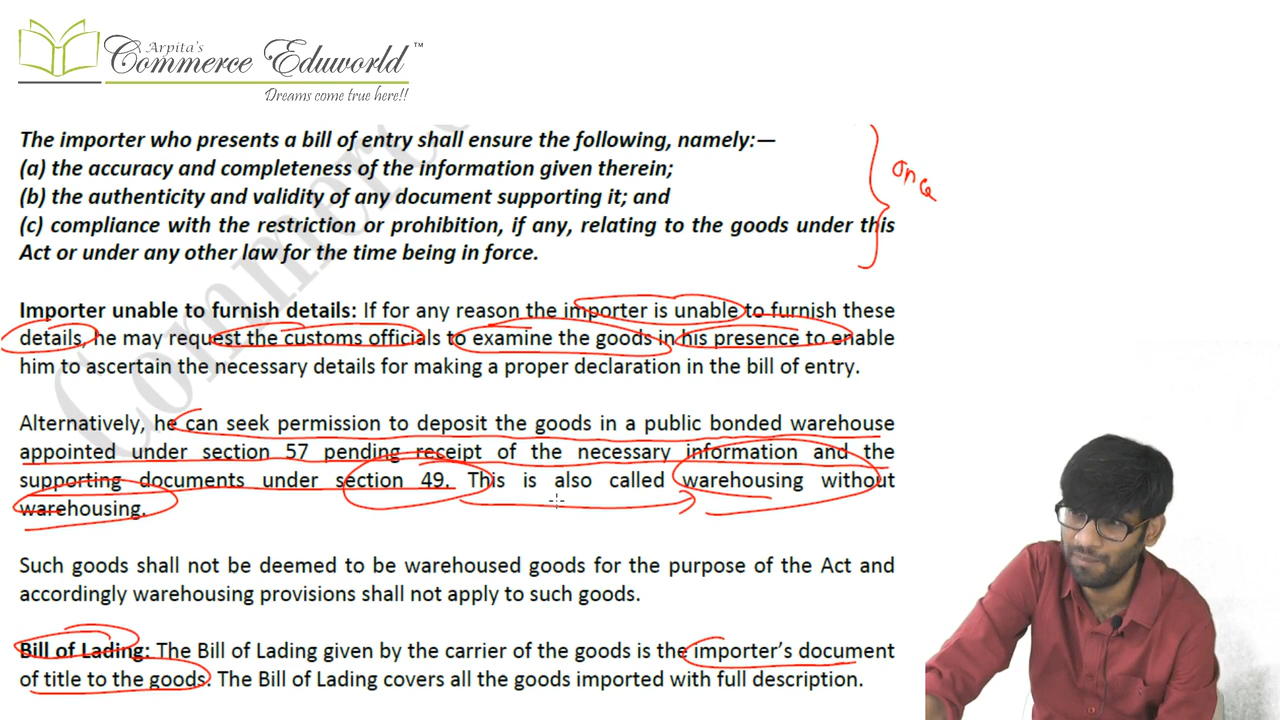 Arpita's
Commerce Eduworld™
Dreams come true here!!
The importer who presents a bill of entry shall ensure the following, namely:—
(a) the accuracy and completeness of the information given therein;
(b) the authenticity and validity of any document supporting it; and
(c) compliance with the restriction or prohibition, if any, relating to the goods under this
Act or under any other law for the time being in force.
once
Importer unable to furnish details: If for any reason the importer is unable to furnish these
details, he may request the customs officials to examine the goods in his presence to enable
him to ascertain the necessary details for making a proper declaration in the bill of entry.
Alternatively, he can seek permission to deposit the goods in a public bonded warehouse
appointed under section 57 pending receipt of the necessary information and the
supporting documents under section 49. This is also called warehousing without
warehousing.
Such goods shall not be deemed to be warehoused goods for the purpose of the Act and
accordingly warehousing provisions shall not apply to such goods.
Bill of Lading: The Bill of Lading given by the carrier of the goods is the importer's document
of title to the goods. The Bill of Lading covers all the goods imported with full description.